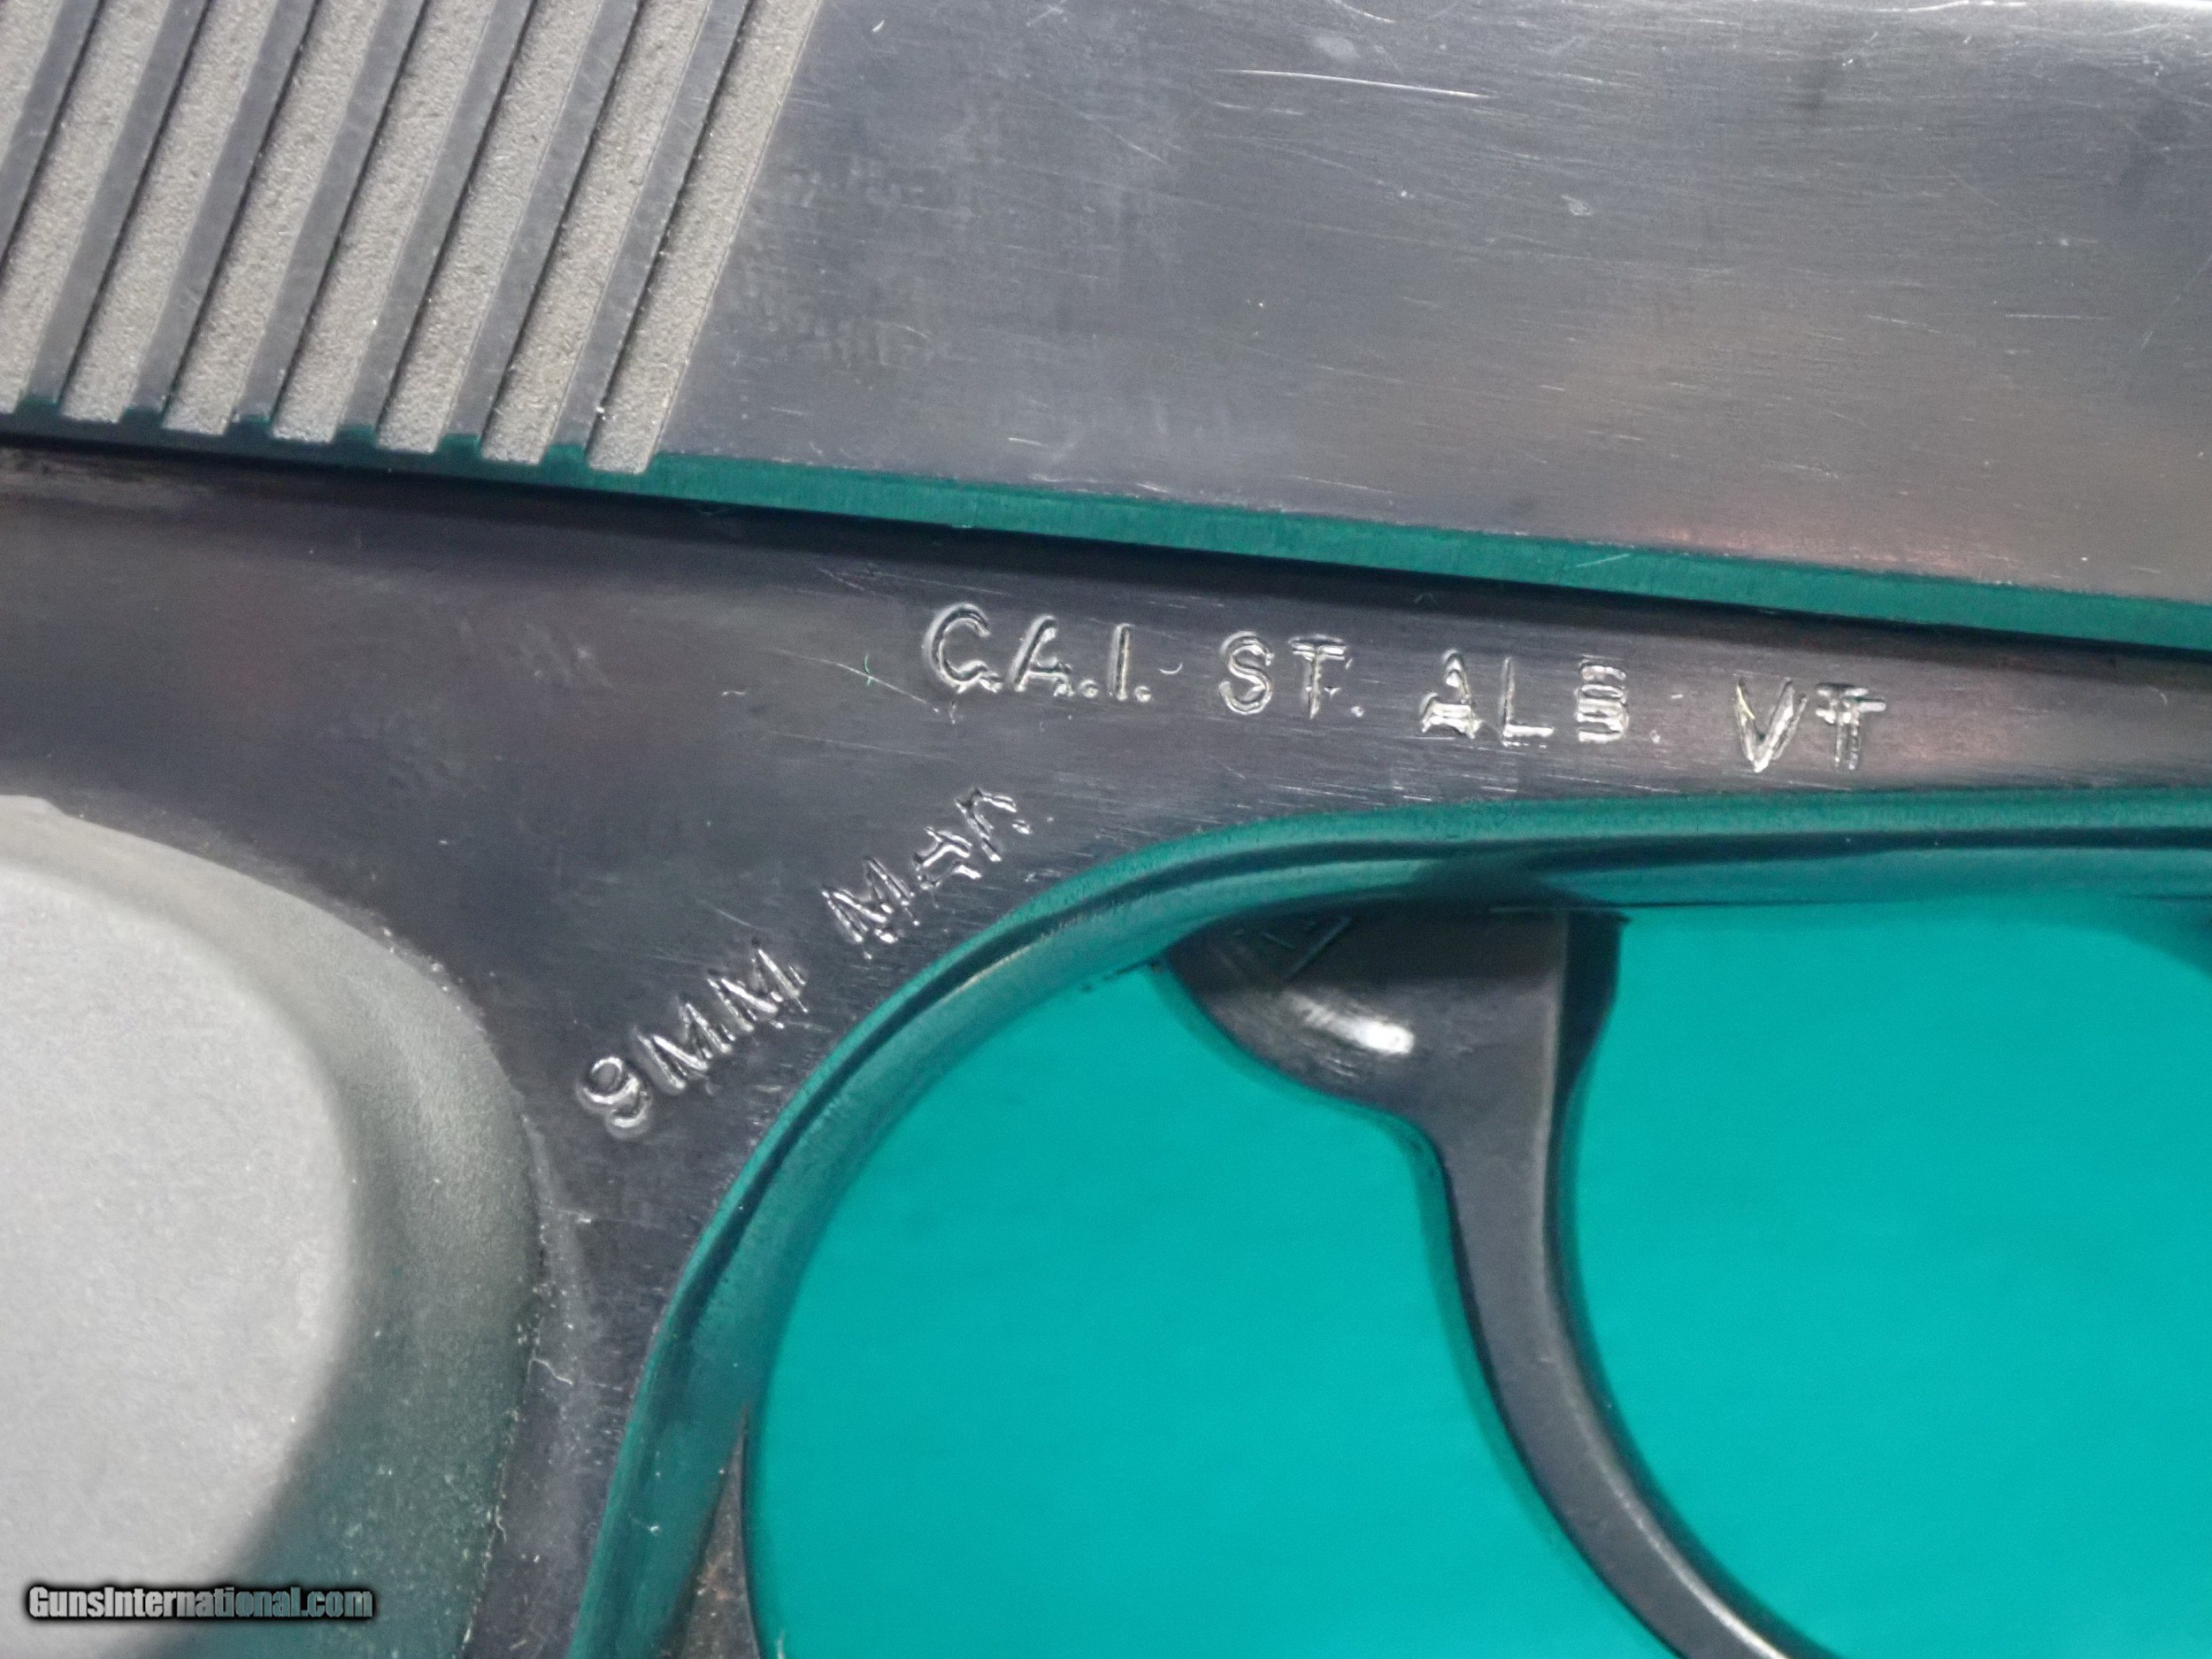 C.A.I. ST. ALB. VT
9MM MAK
GunsInternational.com